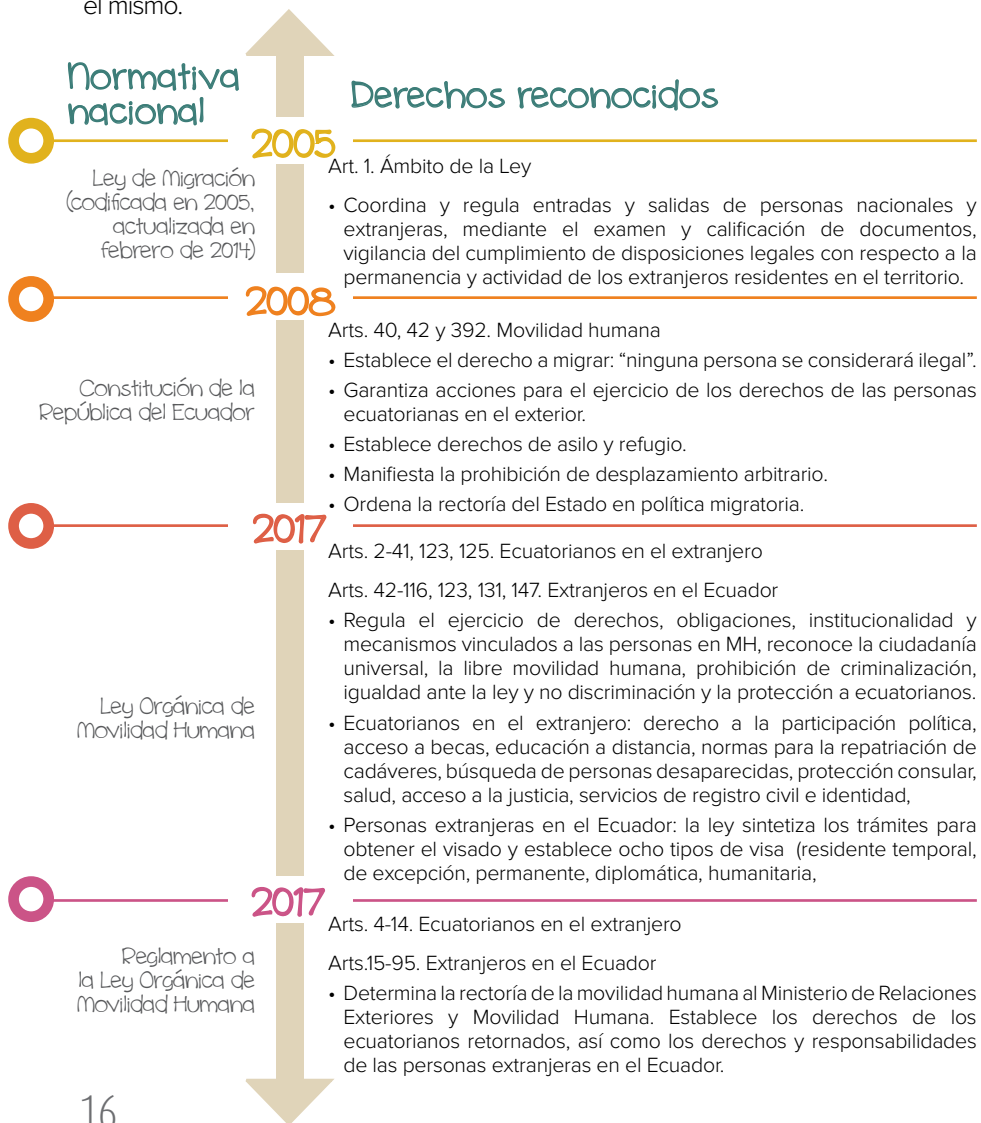 el mismo.
Normativa
nacional
Derechos reconocidos
2005
Ley de Migración
(codificada en 2005,
actualizada en
febrero de 2014)
Art. 1. Ámbito de la Ley
• Coordina y regula entradas y salidas de personas nacionales y
extranjeras, mediante el examen y calificación de documentos,
vigilancia del cumplimiento de disposiciones legales con respecto a la
permanencia y actividad de los extranjeros residentes en el territorio.
2008
Constitución de la
República del Ecuador
Arts. 40, 42 y 392. Movilidad humana
• Establece el derecho a migrar: “ninguna persona se considerará ilegal”.
• Garantiza acciones para el ejercicio de los derechos de las personas
ecuatorianas en el exterior.
• Establece derechos de asilo y refugio.
• Manifiesta la prohibición de desplazamiento arbitrario.
• Ordena la rectoría del Estado en política migratoria.
2017
Ley Orgánica de
Movilidad Humana
Arts. 2-41, 123, 125. Ecuatorianos en el extranjero
Arts. 42-116, 123, 131, 147. Extranjeros en el Ecuador
• Regula el ejercicio de derechos, obligaciones, institucionalidad y
mecanismos vinculados a las personas en MH, reconoce la ciudadanía
universal, la libre movilidad humana, prohibición de criminalización,
igualdad ante la ley y no discriminación y la protección a ecuatorianos.
• Ecuatorianos en el extranjero: derecho a la participación política,
acceso a becas, educación a distancia, normas para la repatriación de
cadáveres, búsqueda de personas desaparecidas, protección consular,
salud, acceso a la justicia, servicios de registro civil e identidad,
• Personas extranjeras en el Ecuador: la ley sintetiza los trámites para
obtener el visado y establece ocho tipos de visa (residente temporal,
de excepción, permanente, diplomática, humanitaria,
2017
Reglamento a
la Ley Orgánica de
Movilidad Humana
Arts. 4-14. Ecuatorianos en el extranjero
Arts.15-95. Extranjeros en el Ecuador
• Determina la rectoría de la movilidad humana al Ministerio de Relaciones
Exteriores y Movilidad Humana. Establece los derechos de los
ecuatorianos retornados, así como los derechos y responsabilidades
de las personas extranjeras en el Ecuador.
16